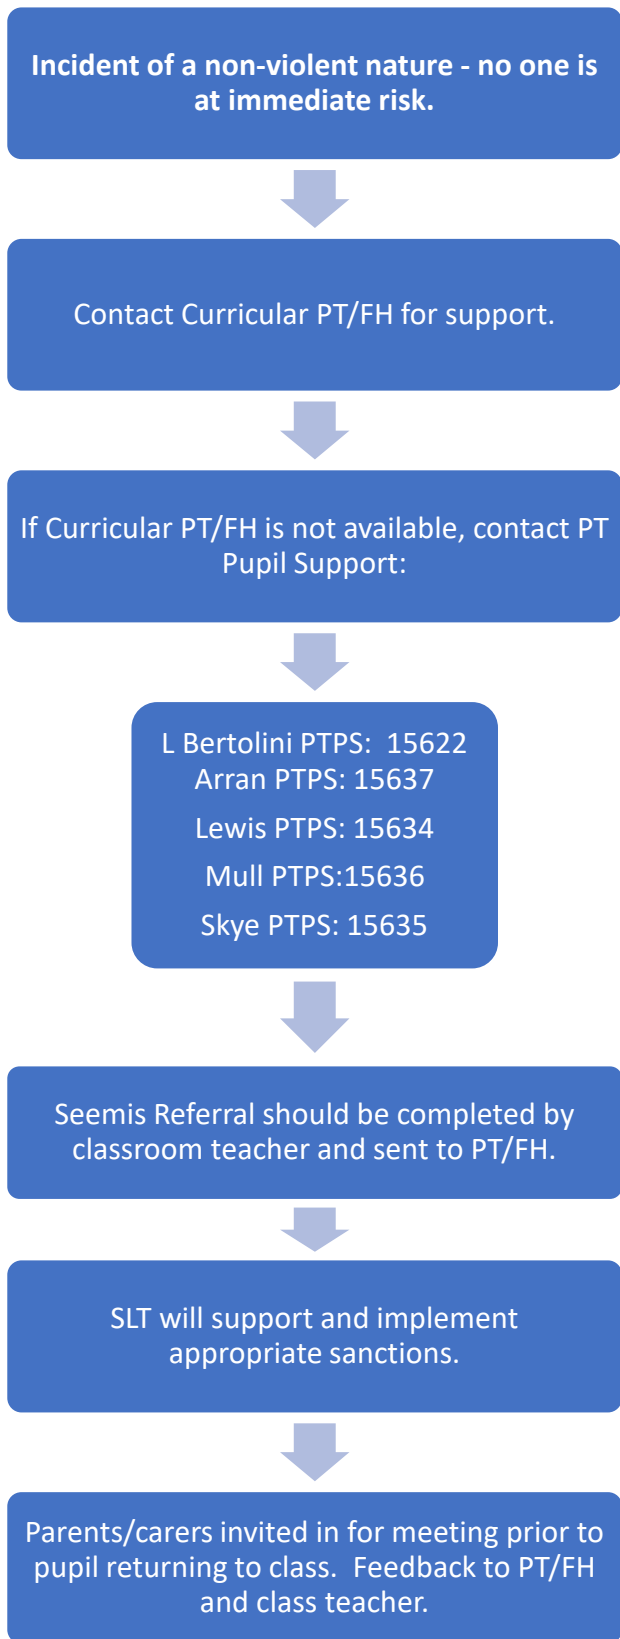 Incident of a non-violent nature - no one is
at immediate risk.
Contact Curricular PT/FH for support.
If Curricular PT/FH is not available, contact PT
Pupil Support:
L Bertolini PTPS:  15622
Arran PTPS: 15637
Lewis PTPS: 15634
Mull PTPS:15636
Skye PTPS: 15635
Seemis Referral should be completed by
classroom teacher and sent to PT/FH.
SLT will support and implement
appropriate sanctions.
Parents/carers invited in for meeting prior to
pupil returning to class.  Feedback to PT/FH
and class teacher.